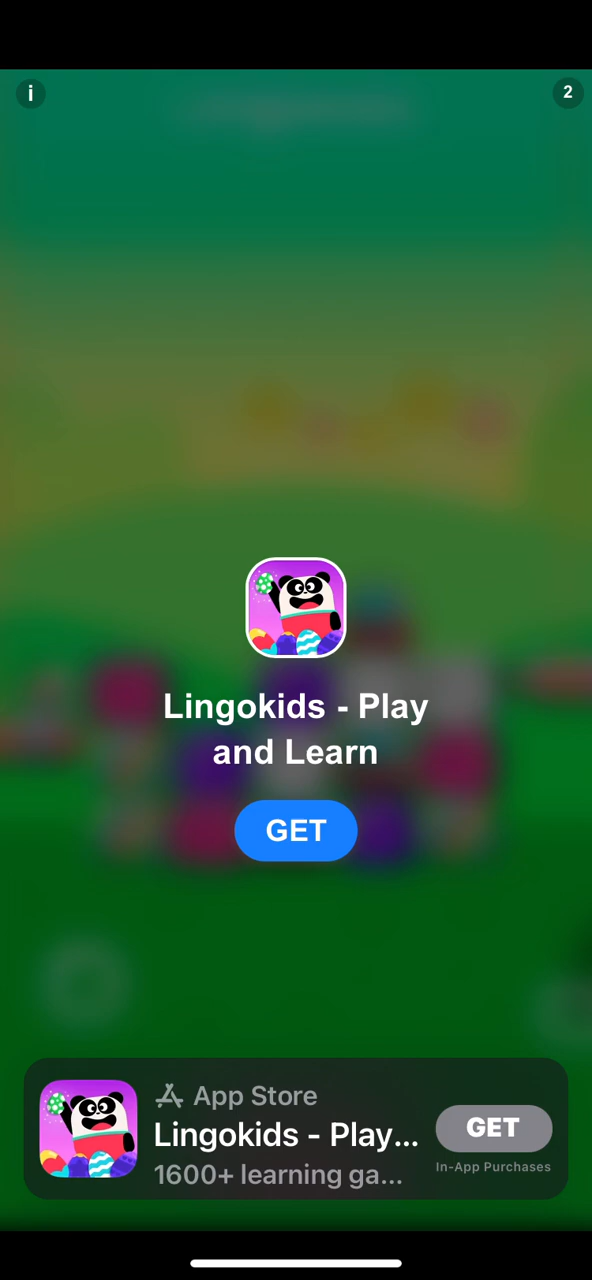 i
2
Lingokids - Play
and Learn
GET
App Store
Lingokids - Play...
GET
1600+ learning ga...
In-App Purchases